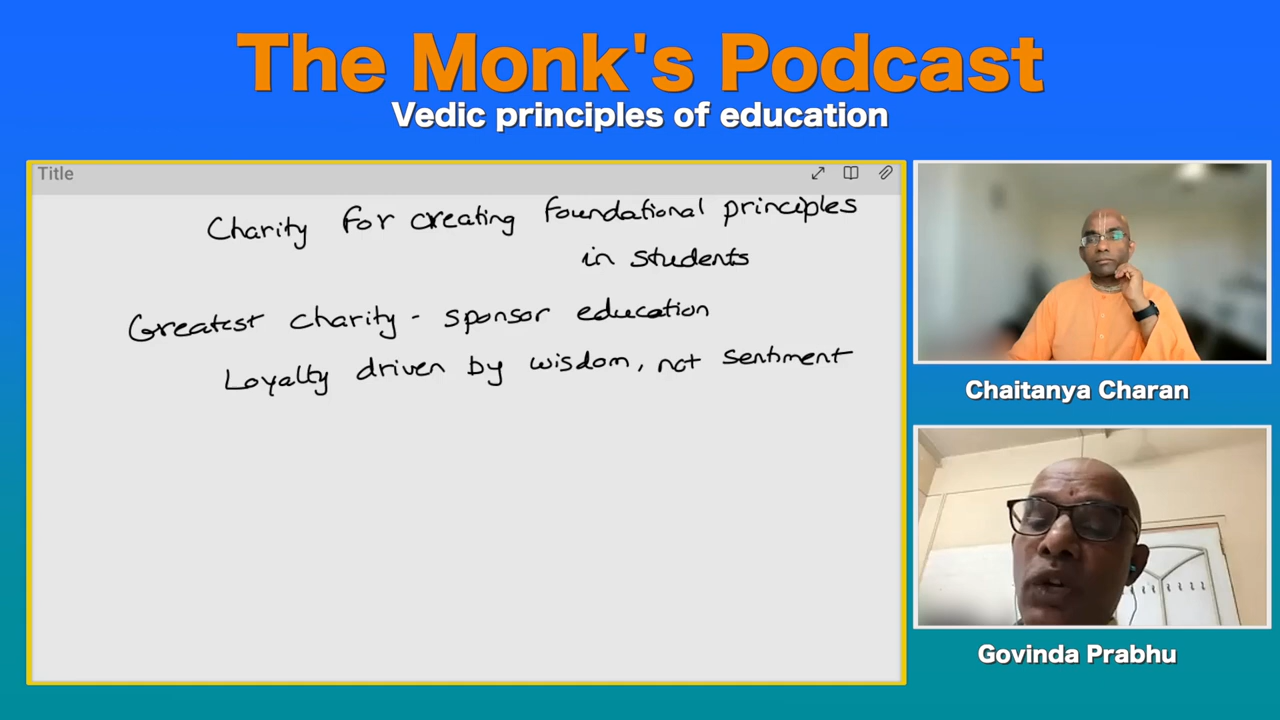 The Monk's Podcast
Vedic principles of education
Title
Charity for creating foundational principles
in students
Greatest charity - sponsor education
Loyalty driven by wisdom, not sentiment
Chaitanya Charan
Govinda Prabhu